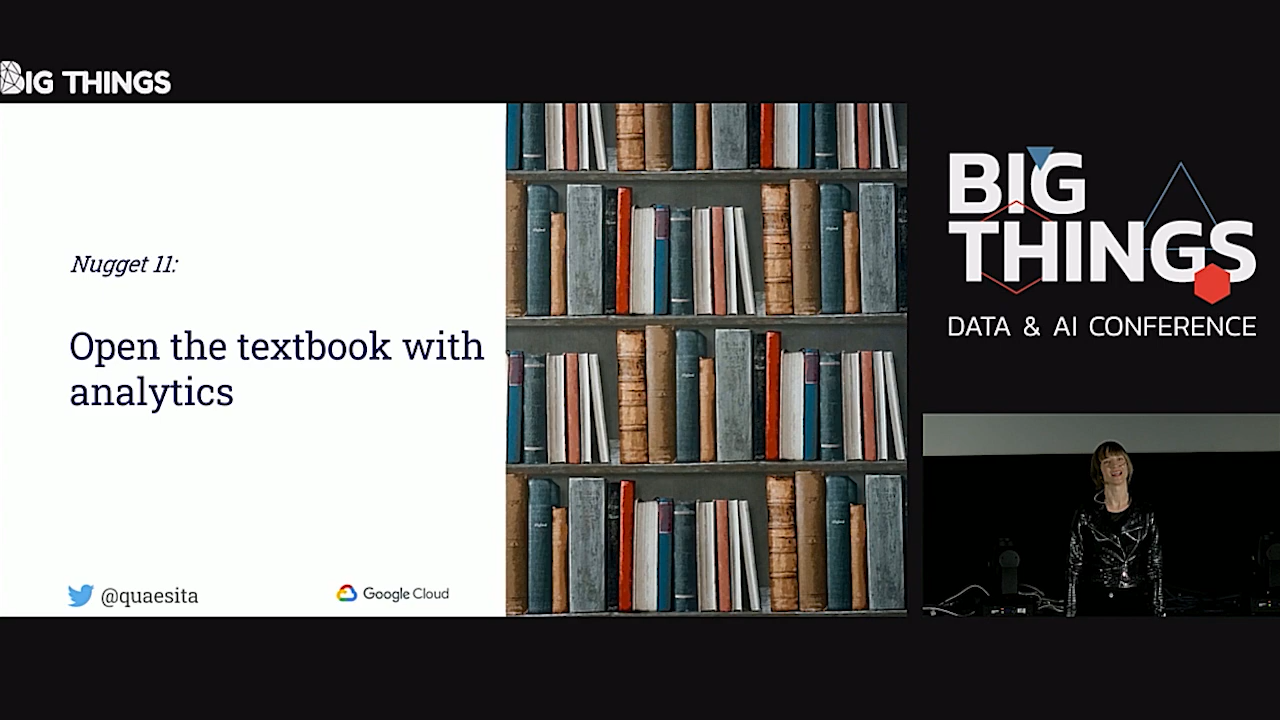 BIG THINGS
Nugget 11:
Open the textbook with
analytics
@quaesita
Google Cloud
BIG
THINGS
DATA & AI CONFERENCE